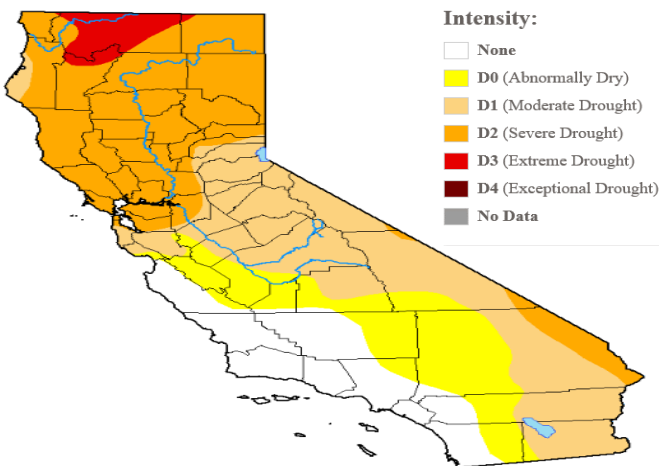 Intensity:
None
D0 (Abnormally Dry)
D1 (Moderate Drought)
D2 (Severe Drought)
D3 (Extreme Drought)
D4 (Exceptional Drought)
No Data